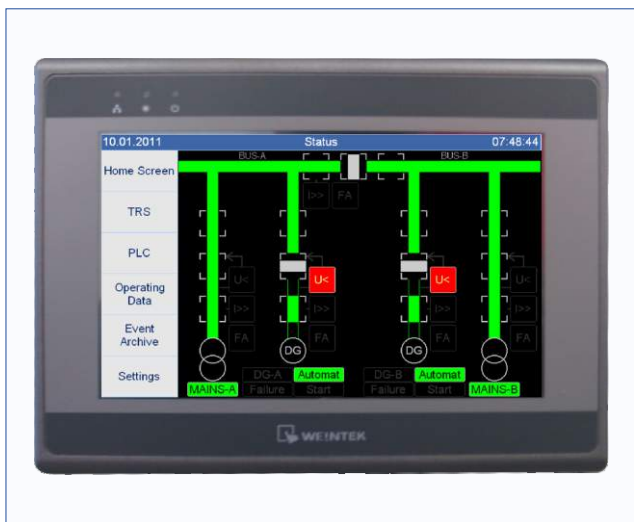 10.01.2011 Status 07:48:44
BUS-A BUS-B
Home Screen
I>> FA
TRS
PLC
U< U< U< U<
Operating
Data
I>> I>> I>> I>>
Event
Archive
FA FA FA FA
DG DG
Settings
DG-A Automat DG-B Automat
MAINS-A Failure Start Failure Start MAINS-B
WEINTEK